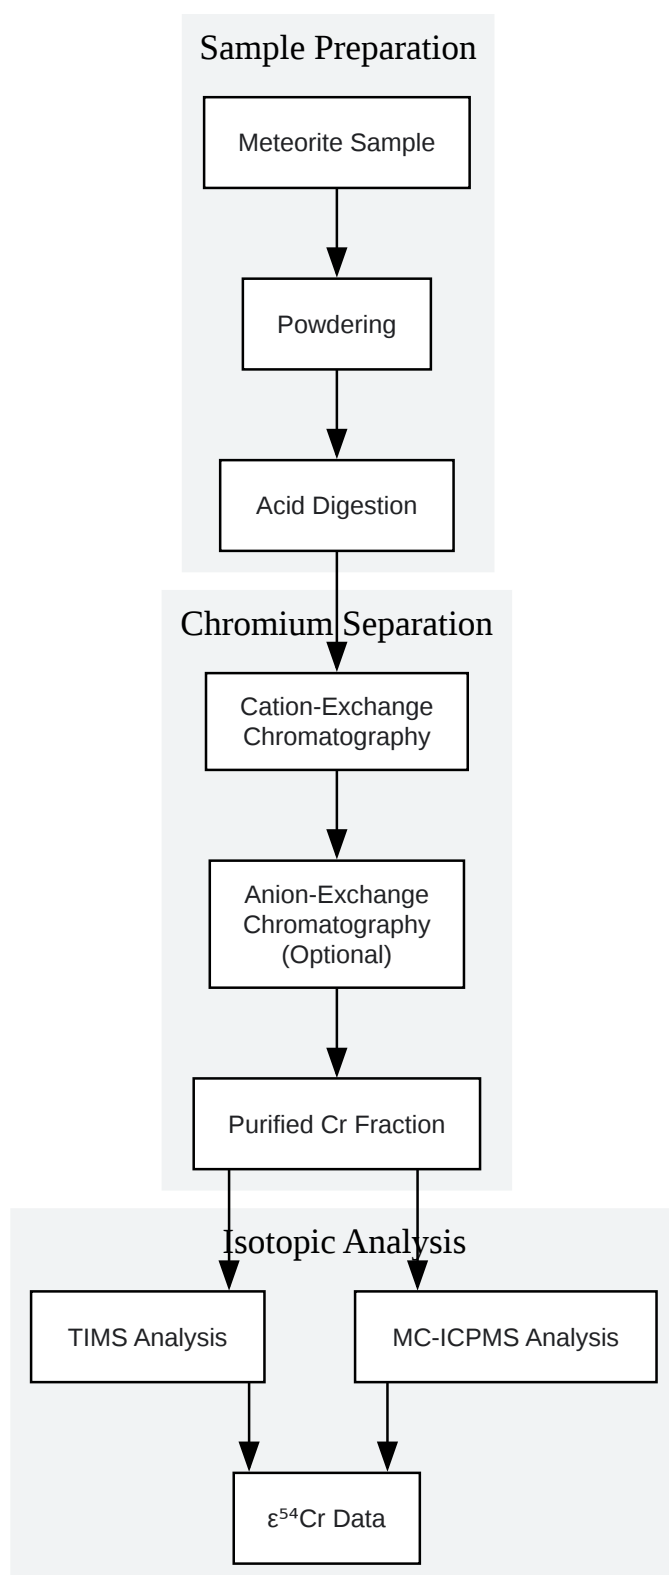 Sample Preparation
Meteorite Sample
Powdering
Acid Digestion
Chromium Separation
Cation-Exchange
Chromatography
Anion-Exchange
Chromatography
(Optional)
Purified Cr Fraction
Isotopic Analysis
TIMS Analysis
MC-ICPMS Analysis
ε⁵⁴Cr Data